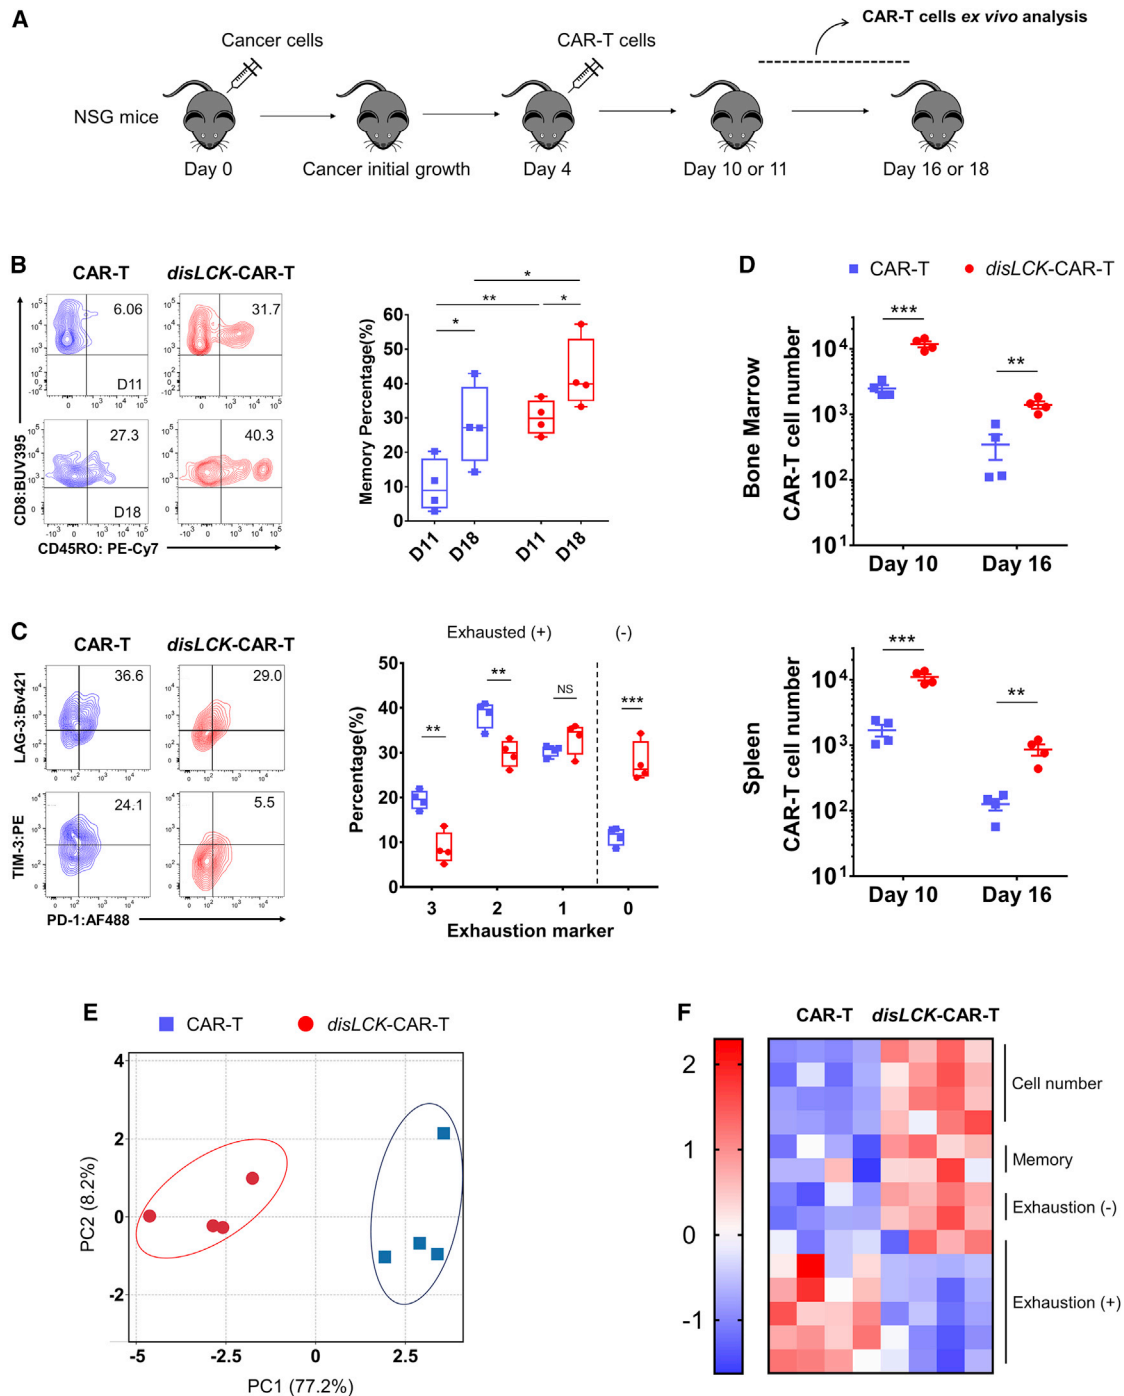 A
CAR-T cells ex vivo analysis
Cancer cells
CAR-T cells
NSG mice
Day 0
Cancer initial growth
Day 4
Day 10 or 11
Day 16 or 18
B
CAR-T
disLCK-CAR-T
6.06
31.7
D11
27.3
40.3
D18
CD8:BUV395
CD45RO: PE-Cy7
Memory Percentage(%)
60
50
40
30
20
10
0
*
**
*
*
D11
D18
D11
D18
C
CAR-T
disLCK-CAR-T
36.6
29.0
24.1
5.5
LAG-3:Bv421
TIM-3:PE
PD-1:AF488
Exhausted (+)
(-)
Percentage(%)
50
40
30
20
10
0
**
**
NS
***
3
2
1
0
Exhaustion marker
D
CAR-T
disLCK-CAR-T
Bone Marrow
CAR-T cell number
10⁴
10³
10²
10¹
***
**
Day 10
Day 16
Spleen
CAR-T cell number
10⁴
10³
10²
10¹
***
**
Day 10
Day 16
E
CAR-T
disLCK-CAR-T
PC2 (8.2%)
4
2
0
-2
-5
-2.5
0
2.5
PC1 (77.2%)
F
CAR-T
disLCK-CAR-T
2
1
0
-1
Cell number
Memory
Exhaustion (-)
Exhaustion (+)